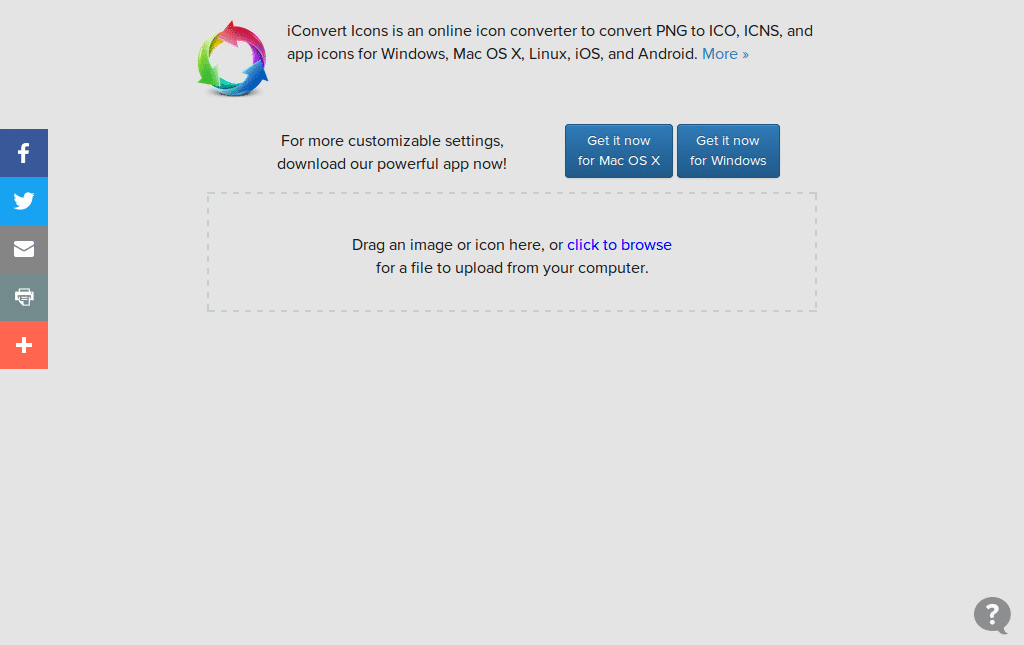 iConvert Icons is an online icon converter to convert PNG to ICO, ICNS, and
app icons for Windows, Mac OS X, Linux, iOS, and Android. More »
For more customizable settings,
download our powerful app now!
Get it now
for Mac OS X
Get it now
for Windows
Drag an image or icon here, or click to browse
for a file to upload from your computer.
?